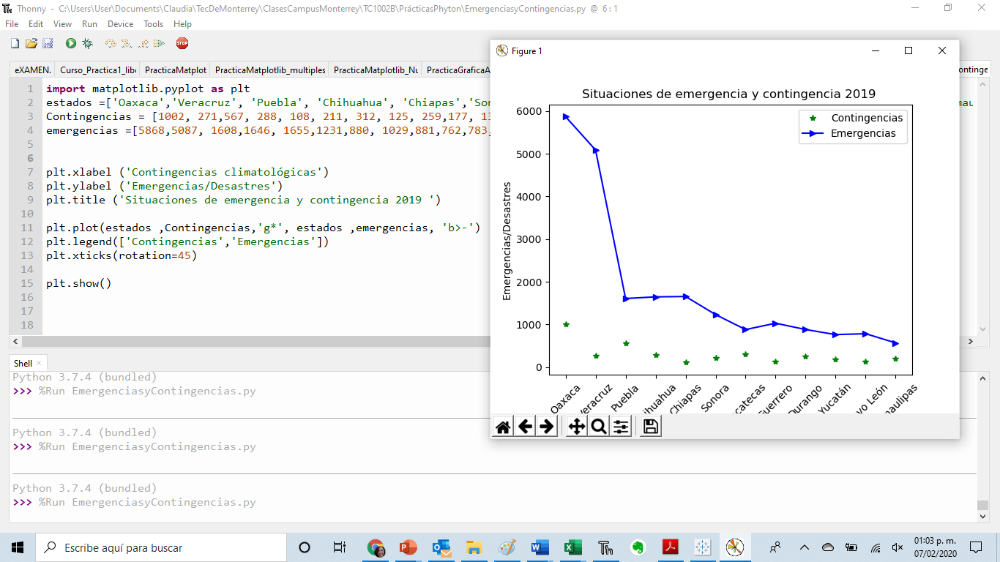 Thonny - C:\Users\User\Documents\Claudia\TecDeMonterrey\ClasesCampusMonterrey\TC1002B\PrácticasPhyton\EmergenciasyContingencias.py @ 6 : 1
File Edit View Run Device Tools Help
STOP
eXAMEN. Curso_Practica1_lib PracticaMatplot PracticaMatplotlib_multiples PracticaMatplotlib_Nu PracticaGraficaA ontinge
1 import matplotlib.pyplot as plt
2 estados =['Oaxaca','Veracruz', 'Puebla', 'Chihuahua', 'Chiapas','Son mau
3 Contingencias = [1002, 271,567, 288, 108, 211, 312, 125, 259,177, 13
4 emergencias =[5868,5087, 1608,1646, 1655,1231,880, 1029,881,762,783,
5
6
7 plt.xlabel ('Contingencias climatológicas')
8 plt.ylabel ('Emergencias/Desastres')
9 plt.title ('Situaciones de emergencia y contingencia 2019 ')
10
11 plt.plot(estados ,Contingencias,'g*', estados ,emergencias, 'b>-')
12 plt.legend(['Contingencias','Emergencias'])
13 plt.xticks(rotation=45)
14
15 plt.show()
16
17
18
Figure 1
Situaciones de emergencia y contingencia 2019
Contingencias
Emergencias
Emergencias/Desastres
6000
5000
4000
3000
2000
1000
0
Oaxaca
Veracruz
Puebla
ihuahua
Chiapas
Sonora
catecas
Guerrero
Durango
Yucatán
vo León
naulipas
Shell
Python 3.7.4 (bundled)
>>> %Run EmergenciasyContingencias.py
Python 3.7.4 (bundled)
>>> %Run EmergenciasyContingencias.py
Python 3.7.4 (bundled)
>>> %Run EmergenciasyContingencias.py
Escribe aquí para buscar
01:03 p. m.
07/02/2020